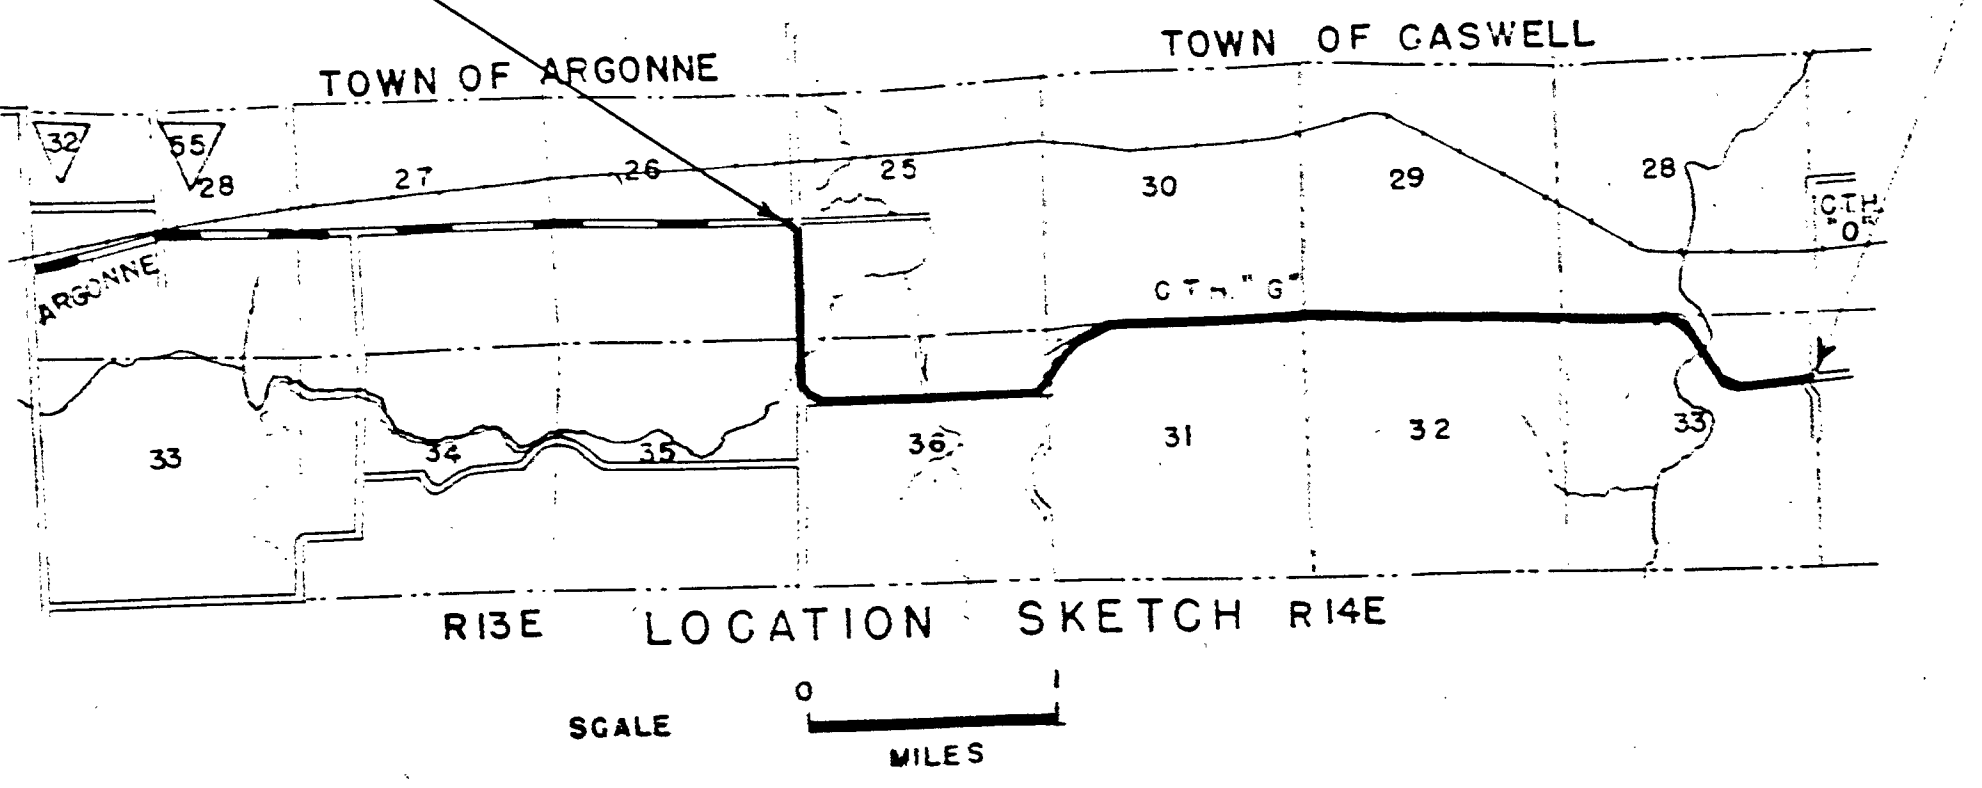 TOWN OF ARGONNE
TOWN OF CASWELL
32
55
28
27
26
25
30
29
28
C.T.H.
"O"
ARGONNE
C.T.H. "G"
33
34
35
36
31
32
33
R13E
LOCATION SKETCH
R14E
0
1
SCALE
MILES